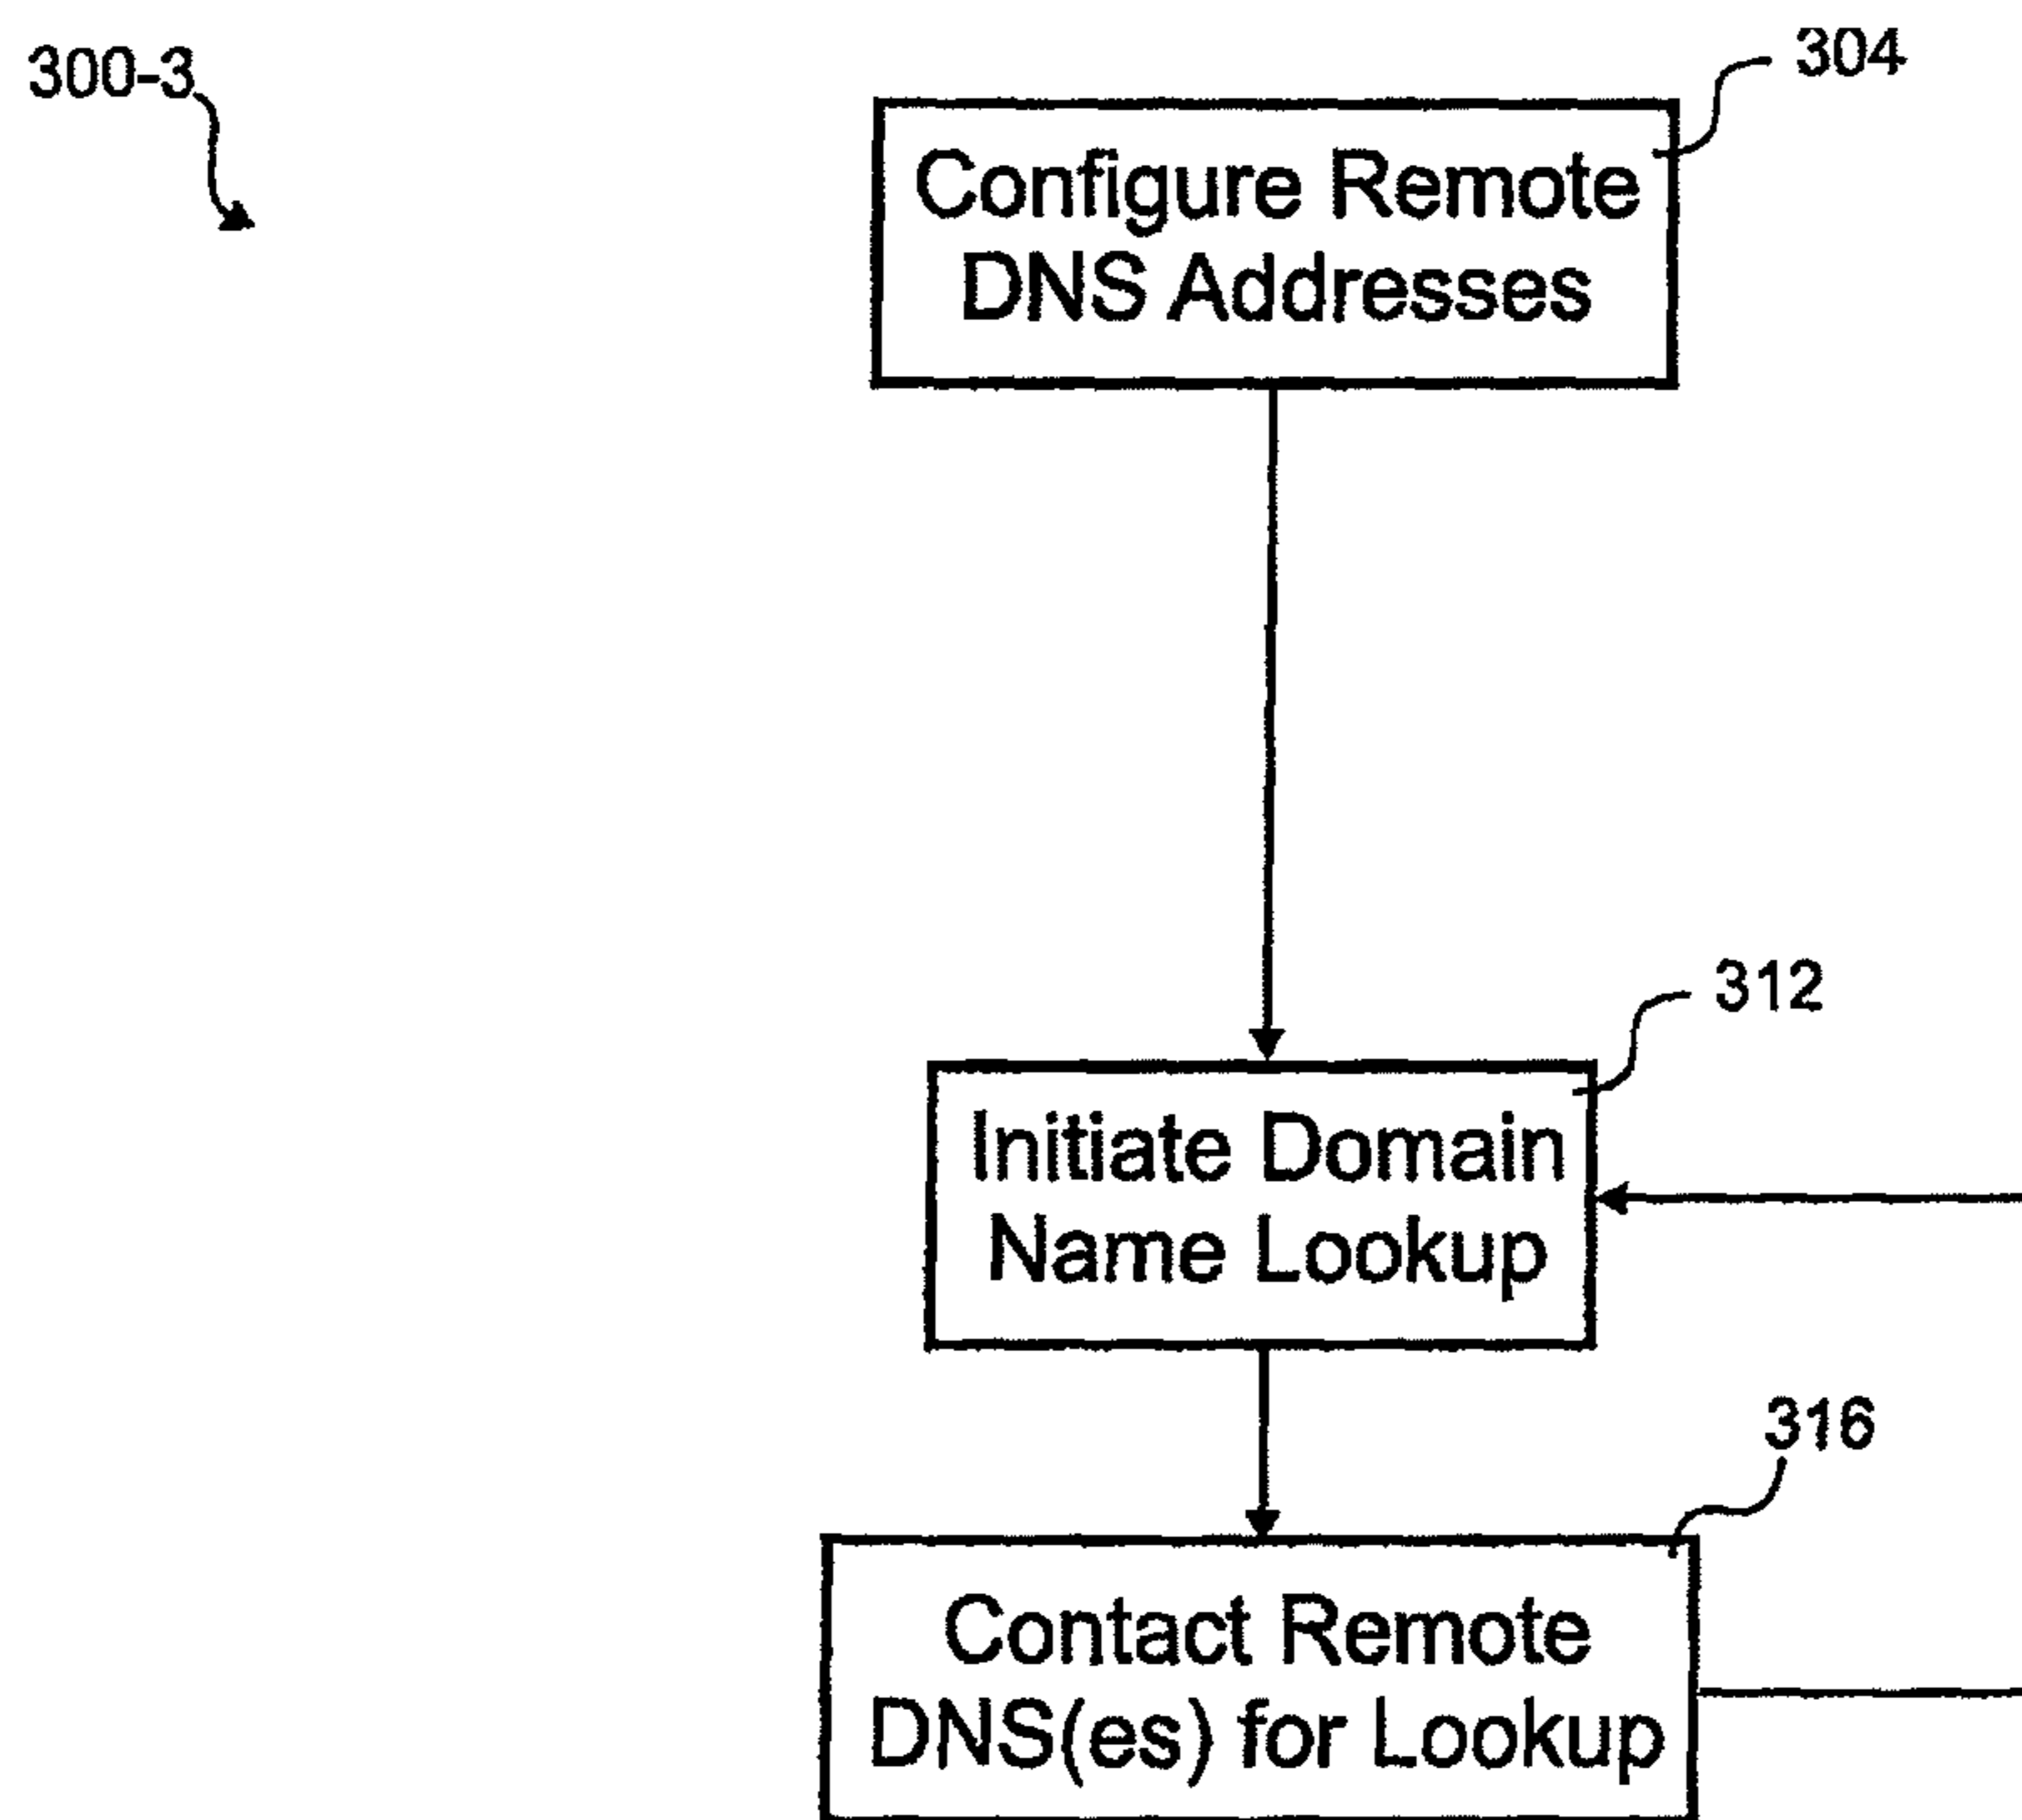 300-3
304
Configure Remote
DNS Addresses
312
Initiate Domain
Name Lookup
316
Contact Remote
DNS(es) for Lookup